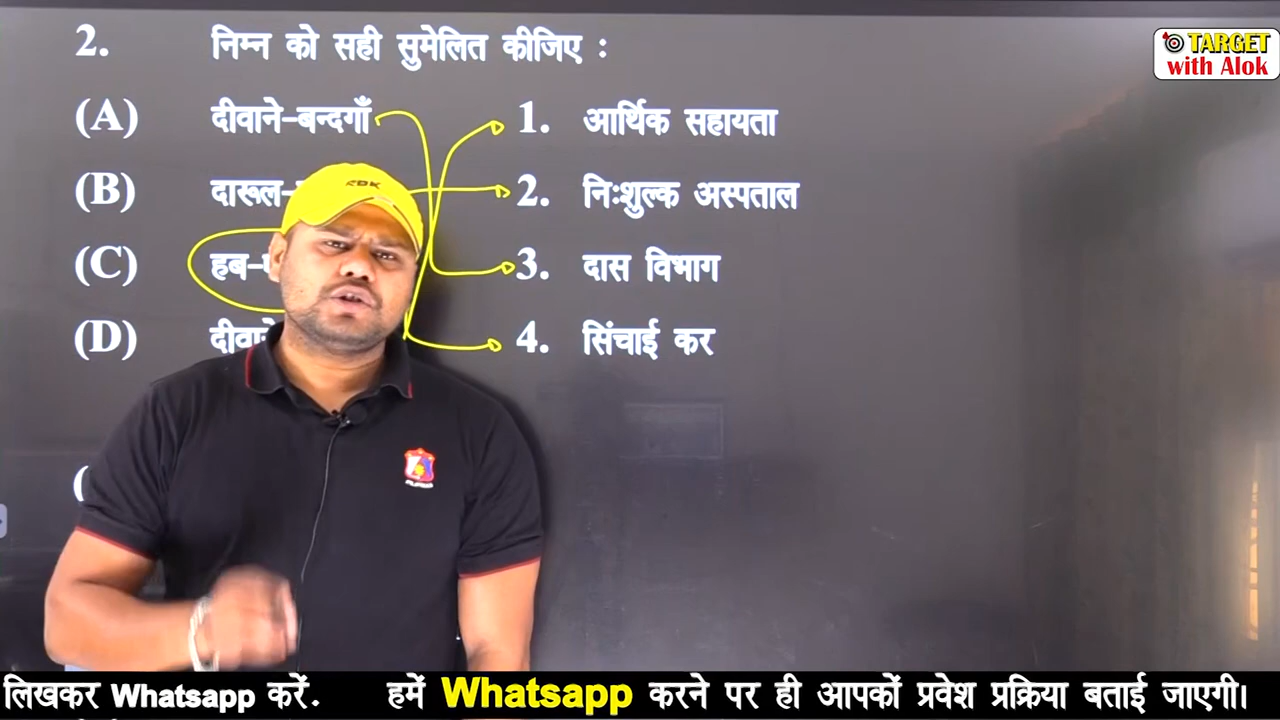 2. निम्न को सही सुमेलित कीजिए :
TARGET
with Alok
(A) दीवाने-बन्दगाँ 1. आर्थिक सहायता
(B) दारूल- 2. निःशुल्क अस्पताल
(C) हब- 3. दास विभाग
(D) 4. सिंचाई कर
लिखकर Whatsapp करें. हमें Whatsapp करने पर ही आपकों प्रवेश प्रक्रिया बताई जाएगी।